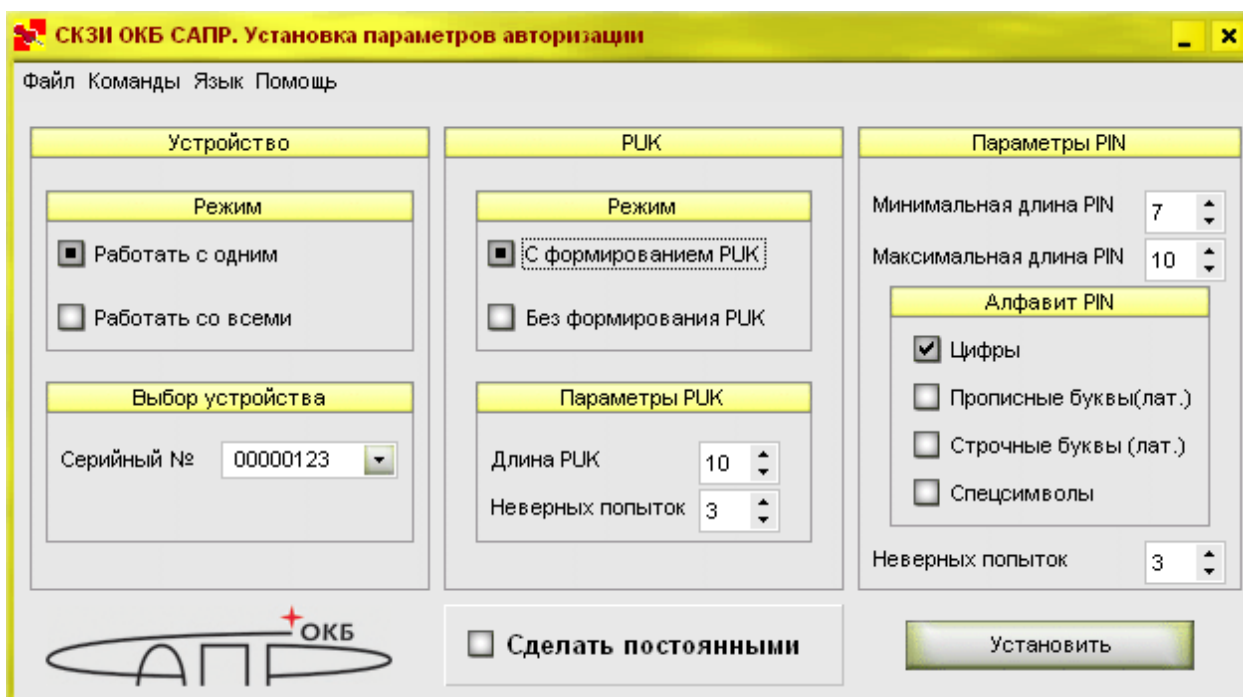 СКЗИ ОКБ САПР. Установка параметров авторизации
Файл Команды Язык Помощь
Устройство
Режим
Работать с одним
Работать со всеми
Выбор устройства
Серийный № 00000123
PUK
Режим
С формированием PUK
Без формирования PUK
Параметры PUK
Длина PUK 10
Неверных попыток 3
Параметры PIN
Минимальная длина PIN 7
Максимальная длина PIN 10
Алфавит PIN
Цифры
Прописные буквы(лат.)
Строчные буквы (лат.)
Спецсимволы
Неверных попыток 3
ОКБ
САПР
Сделать постоянными
Установить